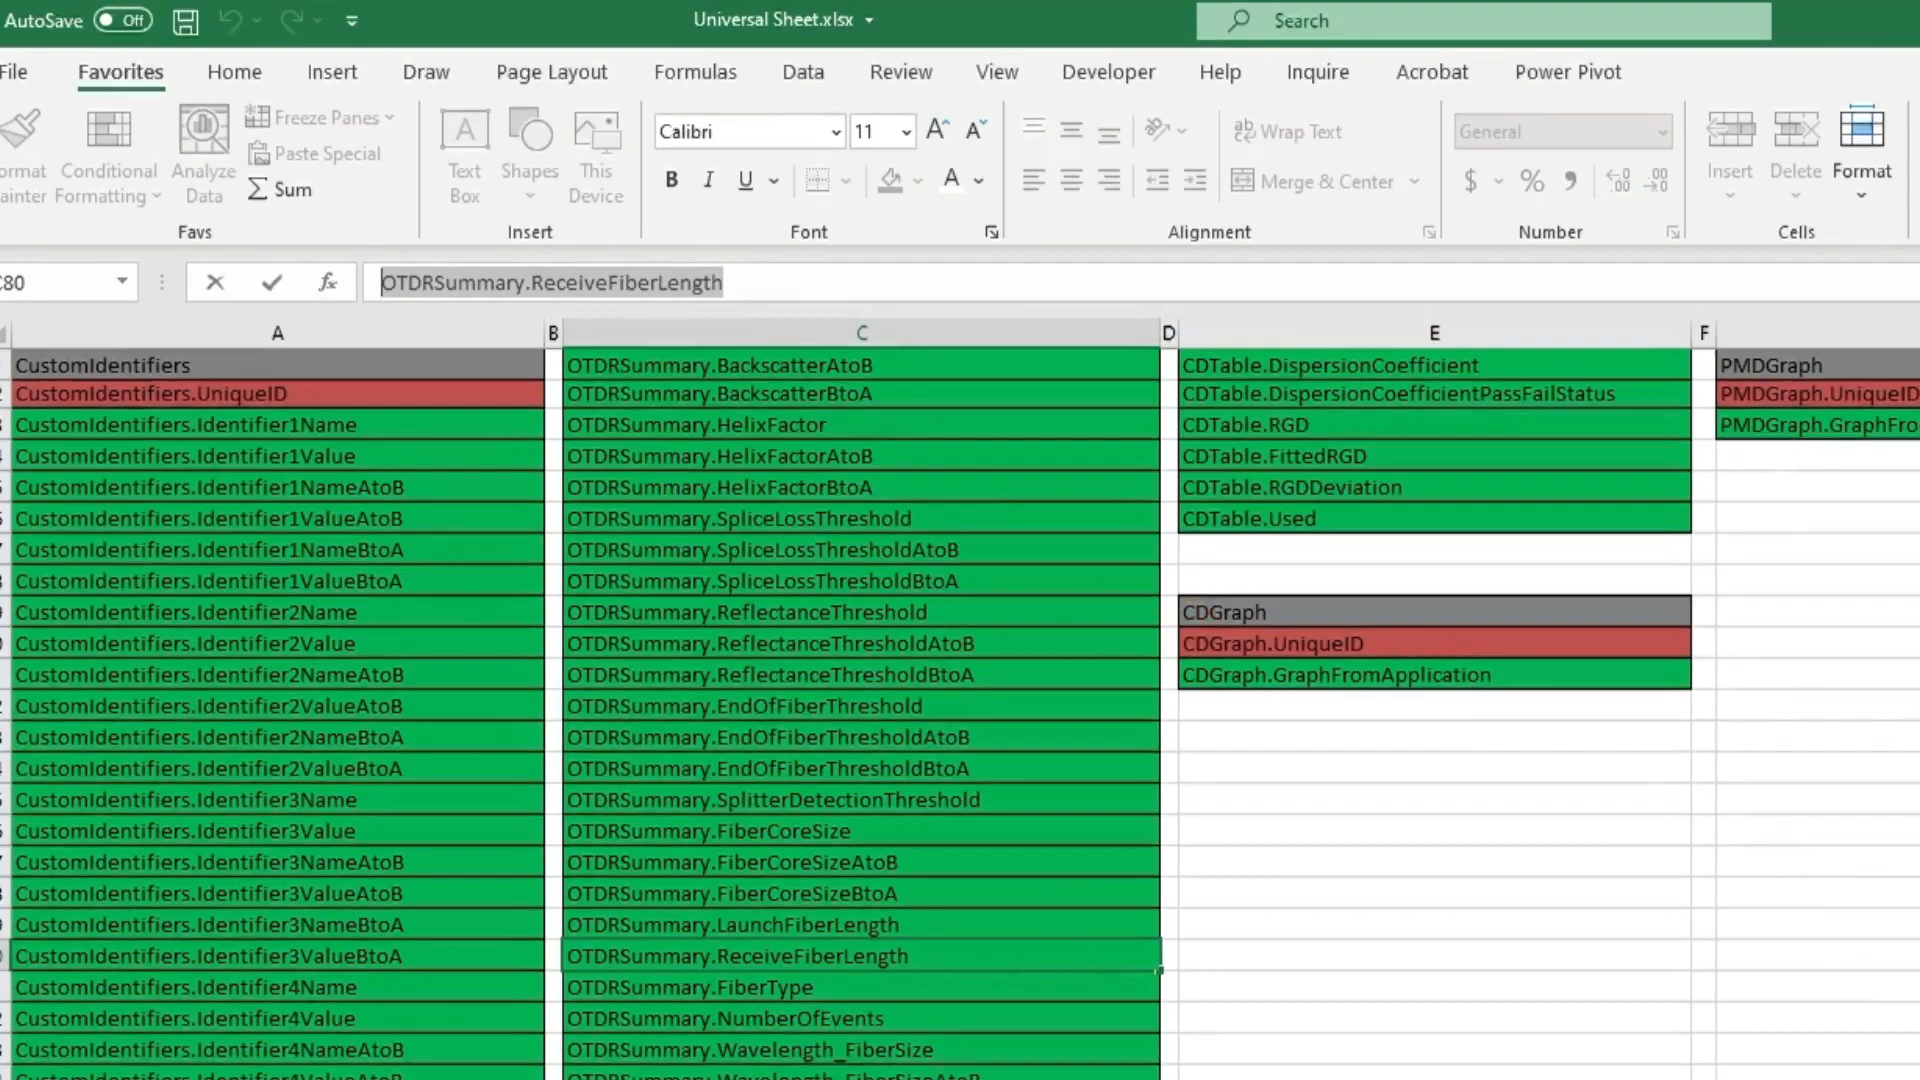 AutoSave Off Universal Sheet.xlsx Search
File Favorites Home Insert Draw Page Layout Formulas Data Review View Developer Help Inquire Acrobat Power Pivot
Freeze Panes
Paste Special
Sum
Conditional Formatting
Analyze Data
Text Box
Shapes
This Device
Calibri 11
B I U
Wrap Text
Merge & Center
General
$ % 9
Insert Delete Format
Favs Insert Font Alignment Number Cells
C80 fx OTDRSummary.ReceiveFiberLength
A B C D E F
CustomIdentifiers OTDRSummary.BackscatterAtoB CDTable.DispersionCoefficient PMDGraph
CustomIdentifiers.UniqueID OTDRSummary.BackscatterBtoA CDTable.DispersionCoefficientPassFailStatus PMDGraph.UniqueID
CustomIdentifiers.Identifier1Name OTDRSummary.HelixFactor CDTable.RGD PMDGraph.GraphFro
CustomIdentifiers.Identifier1Value OTDRSummary.HelixFactorAtoB CDTable.FittedRGD
CustomIdentifiers.Identifier1NameAtoB OTDRSummary.HelixFactorBtoA CDTable.RGDDeviation
CustomIdentifiers.Identifier1ValueAtoB OTDRSummary.SpliceLossThreshold CDTable.Used
CustomIdentifiers.Identifier1NameBtoA OTDRSummary.SpliceLossThresholdAtoB
CustomIdentifiers.Identifier1ValueBtoA OTDRSummary.SpliceLossThresholdBtoA
CustomIdentifiers.Identifier2Name OTDRSummary.ReflectanceThreshold CDGraph
CustomIdentifiers.Identifier2Value OTDRSummary.ReflectanceThresholdAtoB CDGraph.UniqueID
CustomIdentifiers.Identifier2NameAtoB OTDRSummary.ReflectanceThresholdBtoA CDGraph.GraphFromApplication
CustomIdentifiers.Identifier2ValueAtoB OTDRSummary.EndOfFiberThreshold
CustomIdentifiers.Identifier2NameBtoA OTDRSummary.EndOfFiberThresholdAtoB
CustomIdentifiers.Identifier2ValueBtoA OTDRSummary.EndOfFiberThresholdBtoA
CustomIdentifiers.Identifier3Name OTDRSummary.SplitterDetectionThreshold
CustomIdentifiers.Identifier3Value OTDRSummary.FiberCoreSize
CustomIdentifiers.Identifier3NameAtoB OTDRSummary.FiberCoreSizeAtoB
CustomIdentifiers.Identifier3ValueAtoB OTDRSummary.FiberCoreSizeBtoA
CustomIdentifiers.Identifier3NameBtoA OTDRSummary.LaunchFiberLength
CustomIdentifiers.Identifier3ValueBtoA OTDRSummary.ReceiveFiberLength
CustomIdentifiers.Identifier4Name OTDRSummary.FiberType
CustomIdentifiers.Identifier4Value OTDRSummary.NumberOfEvents
CustomIdentifiers.Identifier4NameAtoB OTDRSummary.Wavelength_FiberSize
CustomIdentifiers.Identifier4ValueAtoB OTDRSummary.Wavelength_FiberSizeAtoB